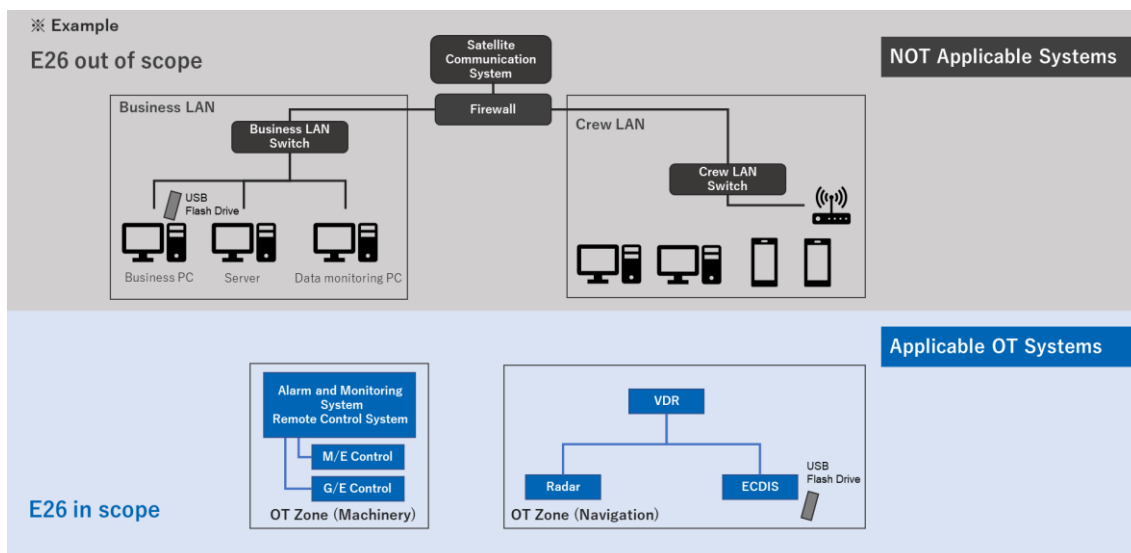 ※ Example
E26 out of scope
NOT Applicable Systems
Satellite
Communication
System
Firewall
Business LAN
Business LAN
Switch
USB
Flash Drive
Business PC
Server
Data monitoring PC
Crew LAN
Crew LAN
Switch
Applicable OT Systems
Alarm and Monitoring
System
Remote Control System
M/E Control
G/E Control
OT Zone (Machinery)
VDR
Radar
ECDIS
USB
Flash Drive
OT Zone (Navigation)
E26 in scope